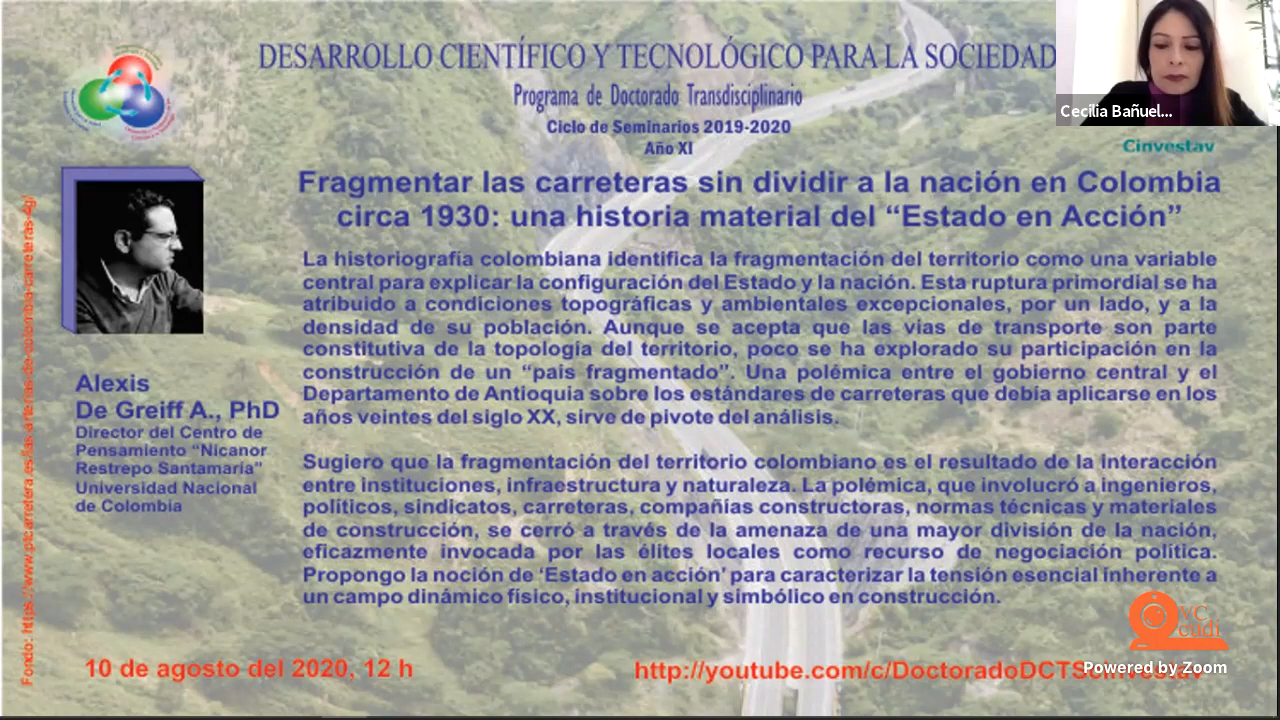 DESARROLLO CIENTÍFICO Y TECNOLÓGICO PARA LA SOCIEDAD
Programa de Doctorado Transdisciplinario
Ciclo de Seminarios 2019-2020
Año XI
Cecilia Bañuel...
Cinvestav
Fragmentar las carreteras sin dividir a la nación en Colombia
circa 1930: una historia material del “Estado en Acción”
La historiografía colombiana identifica la fragmentación del territorio como una variable
central para explicar la configuración del Estado y la nación. Esta ruptura primordial se ha
atribuido a condiciones topográficas y ambientales excepcionales, por un lado, y a la
densidad de su población. Aunque se acepta que las vías de transporte son parte
constitutiva de la topología del territorio, poco se ha explorado su participación en la
construcción de un “país fragmentado”. Una polémica entre el gobierno central y el
Departamento de Antioquia sobre los estándares de carreteras que debía aplicarse en los
años veintes del siglo XX, sirve de pivote del análisis.
Sugiero que la fragmentación del territorio colombiano es el resultado de la interacción
entre instituciones, infraestructura y naturaleza. La polémica, que involucró a ingenieros,
políticos, sindicatos, carreteras, compañías constructoras, normas técnicas y materiales
de construcción, se cerró a través de la amenaza de una mayor división de la nación,
eficazmente invocada por las élites locales como recurso de negociación política.
Propongo la noción de ‘Estado en acción’ para caracterizar la tensión esencial inherente a
un campo dinámico físico, institucional y simbólico en construcción.
Alexis
De Greiff A., PhD
Director del Centro de
Pensamiento “Nicanor
Restrepo Santamaría”
Universidad Nacional
de Colombia
10 de agosto del 2020, 12 h
http://youtube.com/c/DoctoradoDCTSCinvestav
VC
cudi
Powered by Zoom